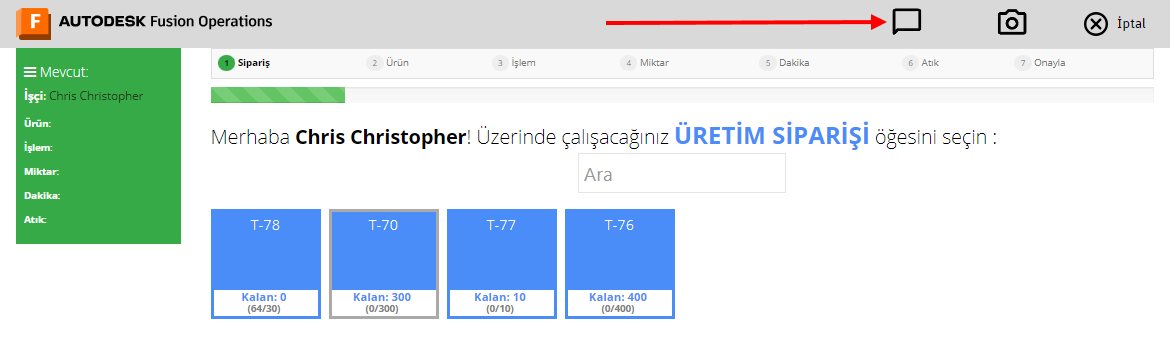 F AUTODESK Fusion Operations
İptal
Mevcut:
İşçi: Chris Christopher
Ürün:
İşlem:
Miktar:
Dakika:
Atık:
1 Sipariş 2 Ürün 3 İşlem 4 Miktar 5 Dakika 6 Atık 7 Onayla
Merhaba Chris Christopher! Üzerinde çalışacağınız ÜRETİM SİPARİŞİ öğesini seçin :
Ara
T-78
Kalan: 0
(64/30)
T-70
Kalan: 300
(0/300)
T-77
Kalan: 10
(0/10)
T-76
Kalan: 400
(0/400)